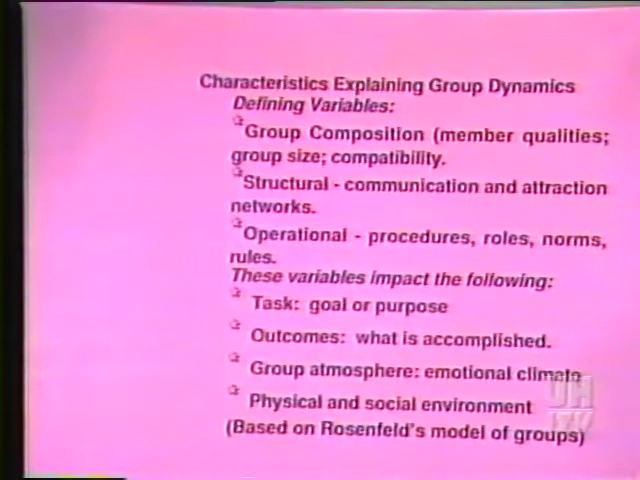 Characteristics Explaining Group Dynamics
Defining Variables:
Group Composition (member qualities;
group size; compatibility.
Structural - communication and attraction
networks.
Operational - procedures, roles, norms,
rules.
These variables impact the following:
Task: goal or purpose
Outcomes: what is accomplished.
Group atmosphere: emotional climate
Physical and social environment
(Based on Rosenfeld's model of groups)
UH
TV